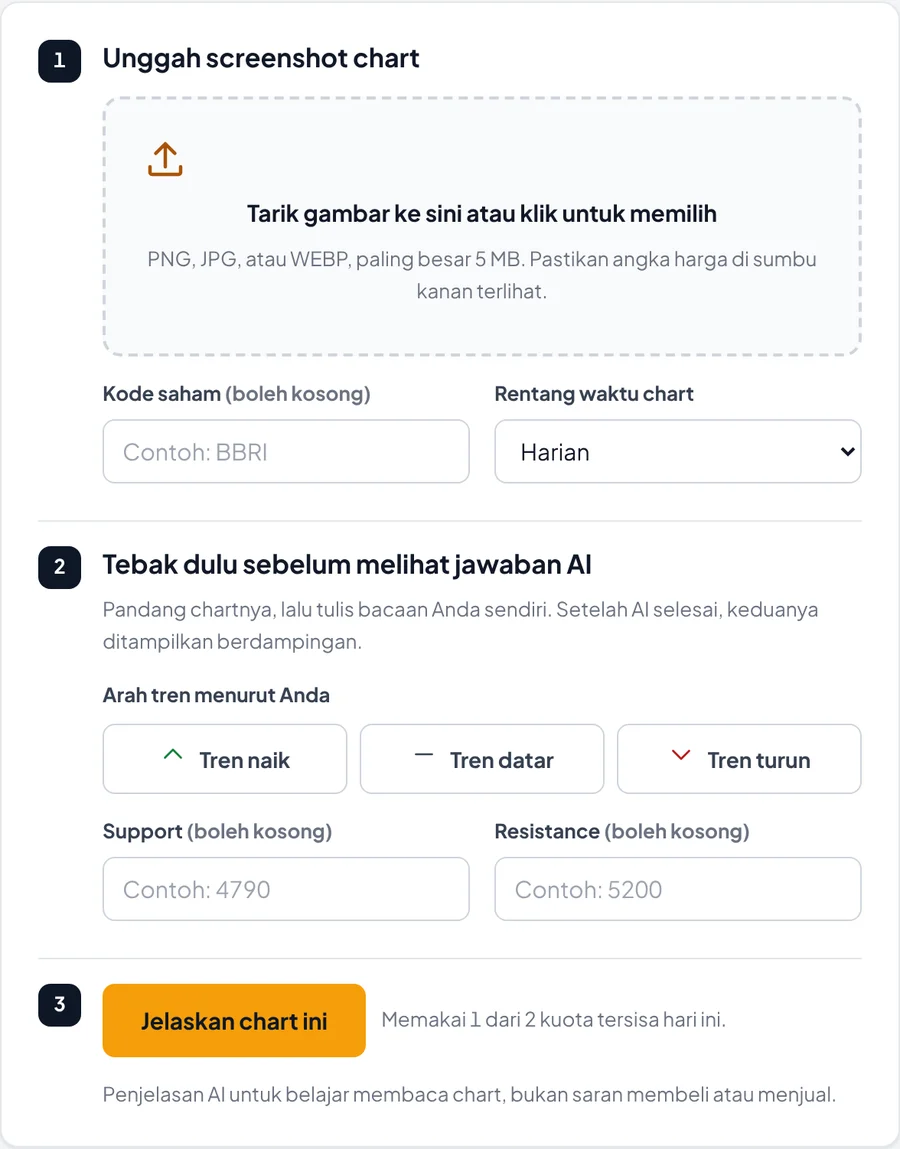 1 Unggah screenshot chart
Tarik gambar ke sini atau klik untuk memilih
PNG, JPG, atau WEBP, paling besar 5 MB. Pastikan angka harga di sumbu
kanan terlihat.
Kode saham (boleh kosong) Rentang waktu chart
Contoh: BBRI Harian
2 Tebak dulu sebelum melihat jawaban AI
Pandang chartnya, lalu tulis bacaan Anda sendiri. Setelah AI selesai, keduanya
ditampilkan berdampingan.
Arah tren menurut Anda
Tren naik Tren datar Tren turun
Support (boleh kosong) Resistance (boleh kosong)
Contoh: 4790 Contoh: 5200
3 Jelaskan chart ini Memakai 1 dari 2 kuota tersisa hari ini.
Penjelasan AI untuk belajar membaca chart, bukan saran membeli atau menjual.